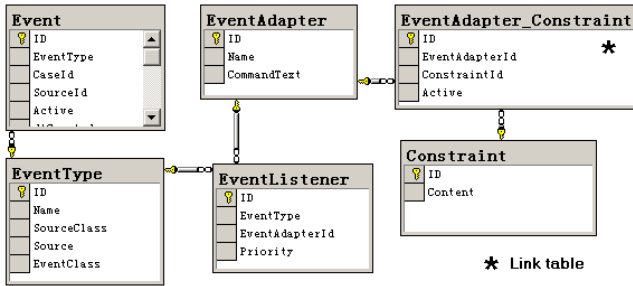 Event
ID
EventType
CaseId
SourceId
Active
EventAdapter
ID
Name
CommandText
EventAdapter_Constraint
ID
EventAdapterId
ConstraintId
Active
*
EventType
ID
Name
SourceClass
Source
EventClass
EventListener
ID
EventType
EventAdapterId
Priority
Constraint
ID
Content
* Link table